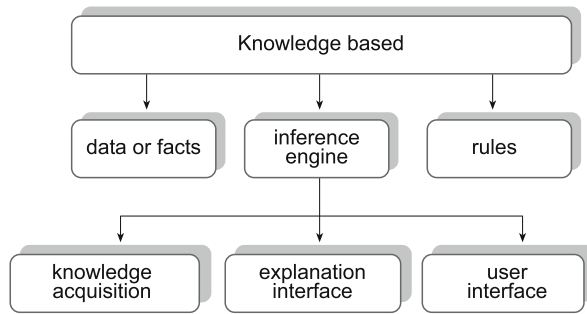 Knowledge based
data or facts
inference
engine
rules
knowledge
acquisition
explanation
interface
user
interface